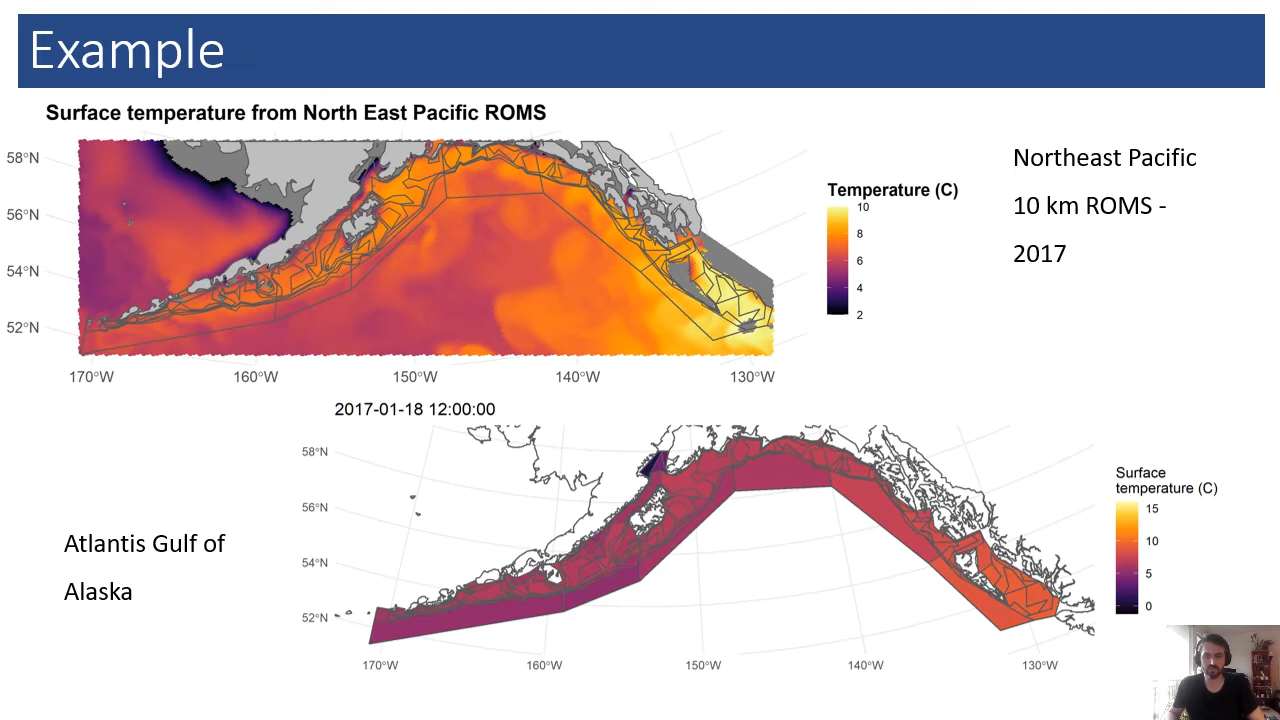 Example
Surface temperature from North East Pacific ROMS
58°N
56°N
54°N
52°N
170°W 160°W 150°W 140°W 130°W
Temperature (C)
10
8
6
4
2
Northeast Pacific
10 km ROMS -
2017
2017-01-18 12:00:00
58°N
56°N
54°N
52°N
170°W 160°W 150°W 140°W 130°W
Surface
temperature (C)
15
10
5
0
Atlantis Gulf of
Alaska